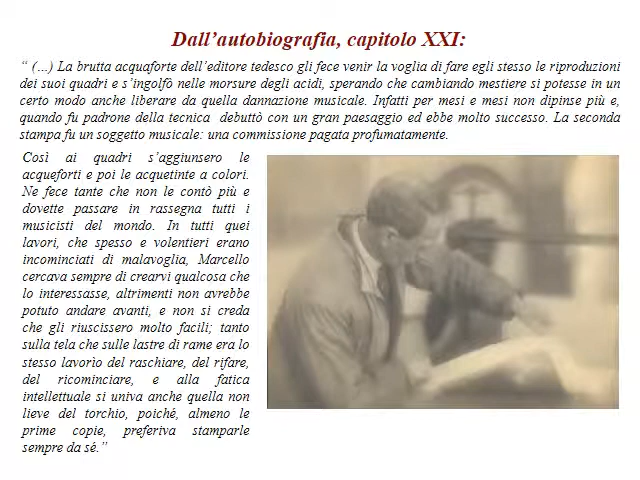 Dall’autobiografia, capitolo XXI:
“ (…) La brutta acquaforte dell’editore tedesco gli fece venir la voglia di fare egli stesso le riproduzioni
dei suoi quadri e s’ingolfò nelle morsure degli acidi, sperando che cambiando mestiere si potesse in un
certo modo anche liberare da quella dannazione musicale. Infatti per mesi e mesi non dipinse più e,
quando fu padrone della tecnica debuttò con un gran paesaggio ed ebbe molto successo. La seconda
stampa fu un soggetto musicale: una commissione pagata profumatamente.
Così ai quadri s’aggiunsero le
acqueforti e poi le acquetinte a colori.
Ne fece tante che non le contò più e
dovette passare in rassegna tutti i
musicisti del mondo. In tutti quei
lavori, che spesso e volentieri erano
incominciati di malavoglia, Marcello
cercava sempre di crearvi qualcosa che
lo interessasse, altrimenti non avrebbe
potuto andare avanti, e non si creda
che gli riuscissero molto facili; tanto
sulla tela che sulle lastre di rame era lo
stesso lavorìo del raschiare, del rifare,
del ricominciare, e alla fatica
intellettuale si univa anche quella non
lieve del torchio, poiché, almeno le
prime copie, preferiva stamparle
sempre da sé.”